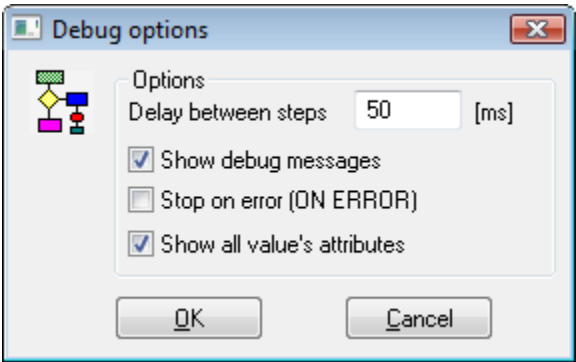 Debug options
Options
Delay between steps 50 [ms]
Show debug messages
Stop on error (ON ERROR)
Show all value's attributes
OK Cancel